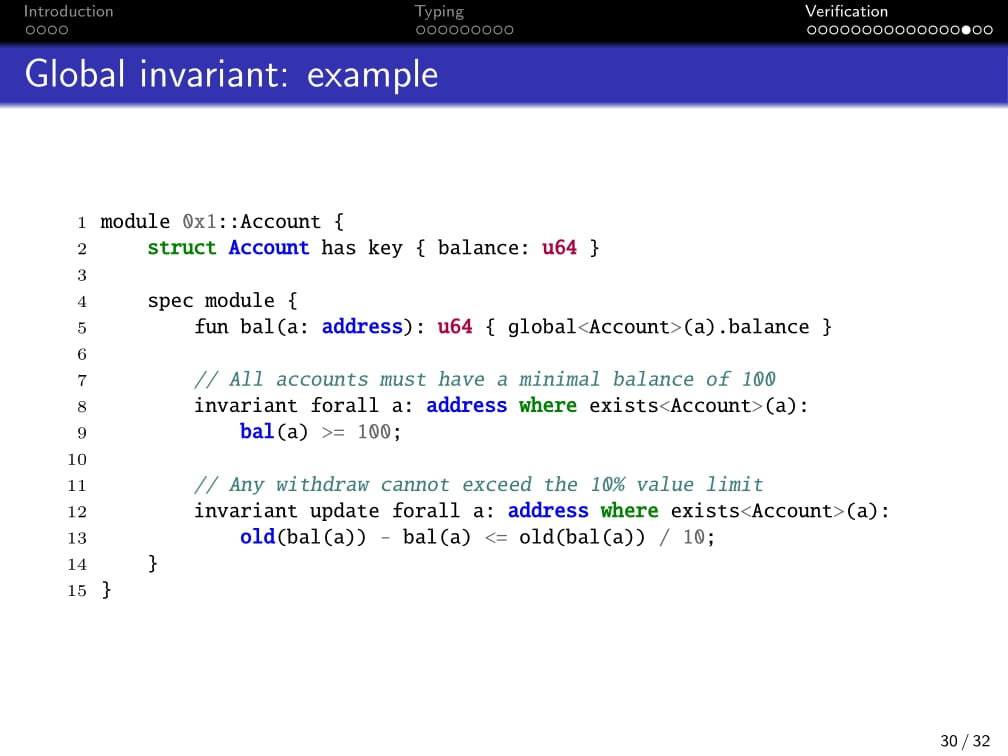 Introduction Typing Verification
Global invariant: example
1 module 0x1::Account {
2     struct Account has key { balance: u64 }
3
4     spec module {
5         fun bal(a: address): u64 { global<Account>(a).balance }
6
7         // All accounts must have a minimal balance of 100
8         invariant forall a: address where exists<Account>(a):
9             bal(a) >= 100;
10
11         // Any withdraw cannot exceed the 10% value limit
12         invariant update forall a: address where exists<Account>(a):
13             old(bal(a)) - bal(a) <= old(bal(a)) / 10;
14     }
15 }
30 / 32